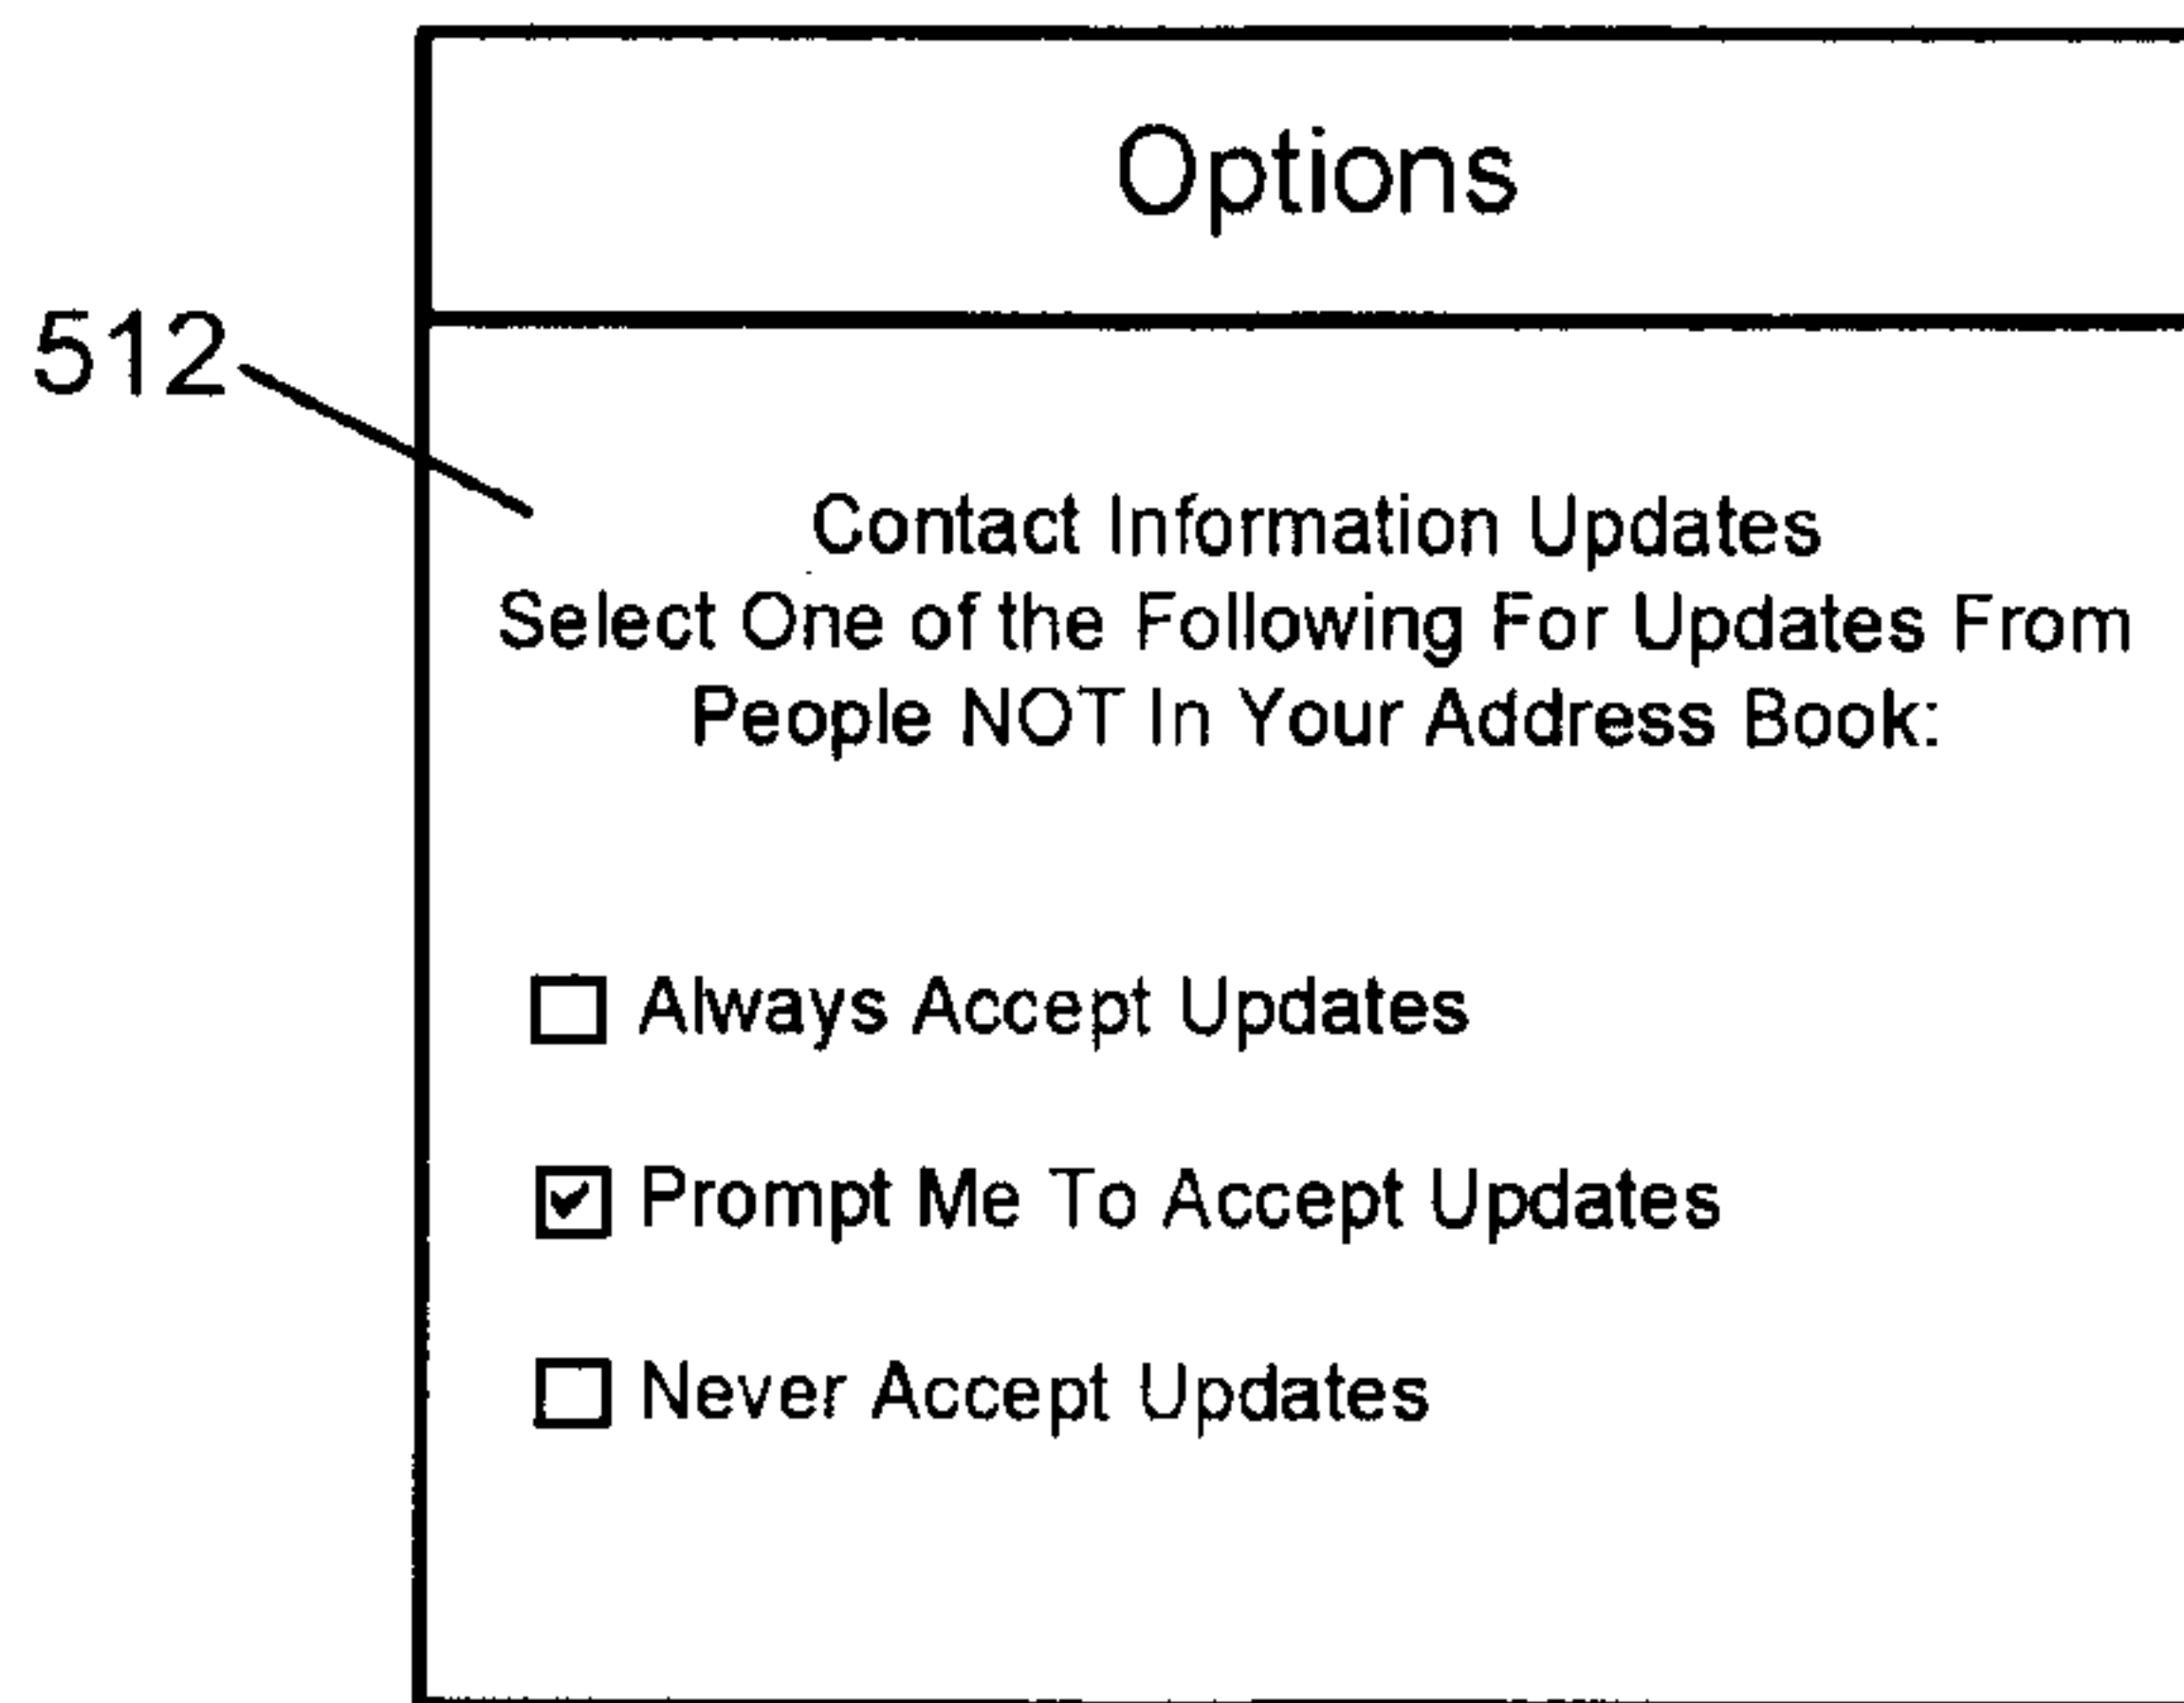 Options
512
Contact Information Updates
Select One of the Following For Updates From
People NOT In Your Address Book:
Always Accept Updates
Prompt Me To Accept Updates
Never Accept Updates